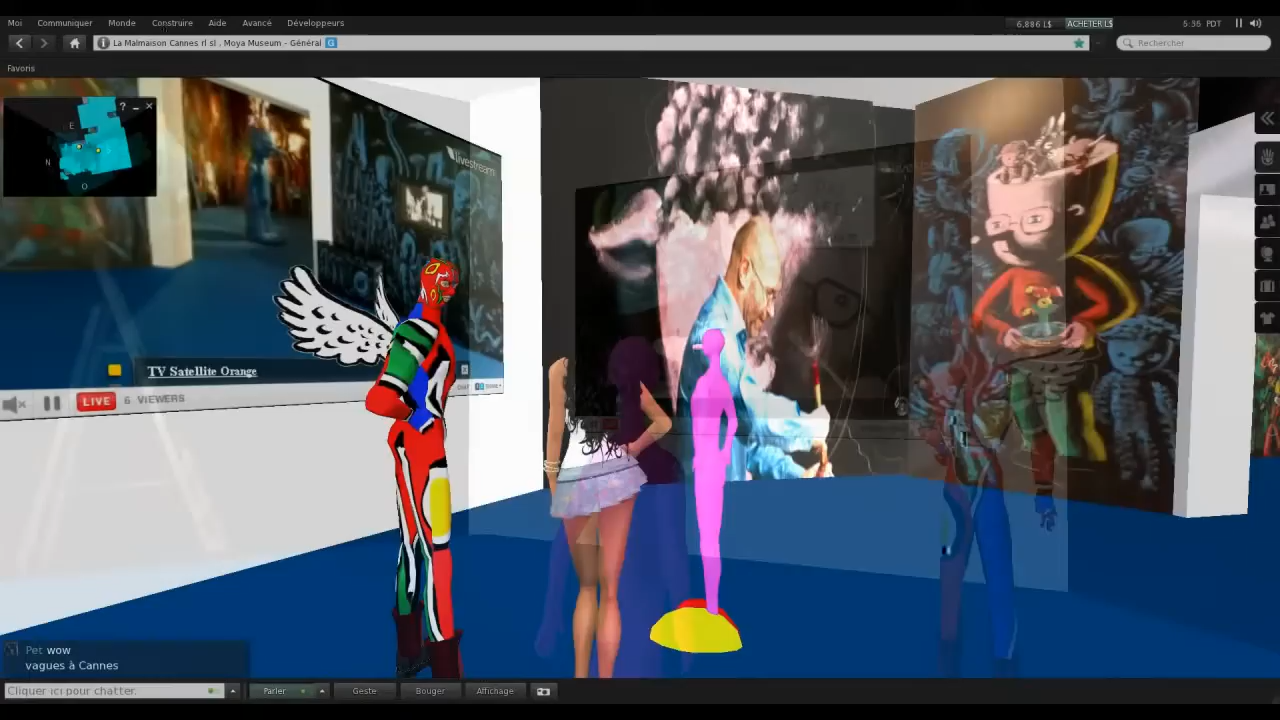 Moi Communiquer Monde Construire Aide Avancé Développeurs
6,886 L$ ACHETER L$ 5:36 PDT
La Malmaison Cannes rl sl , Moya Museum - Général G
Rechercher
Favoris
? _ ×
E
N
O
livestream
TV Satellite Orange
LIVE 6 VIEWERS
Pet wow
vagues à Cannes
Cliquer ici pour chatter.
Parler Geste Bouger Affichage